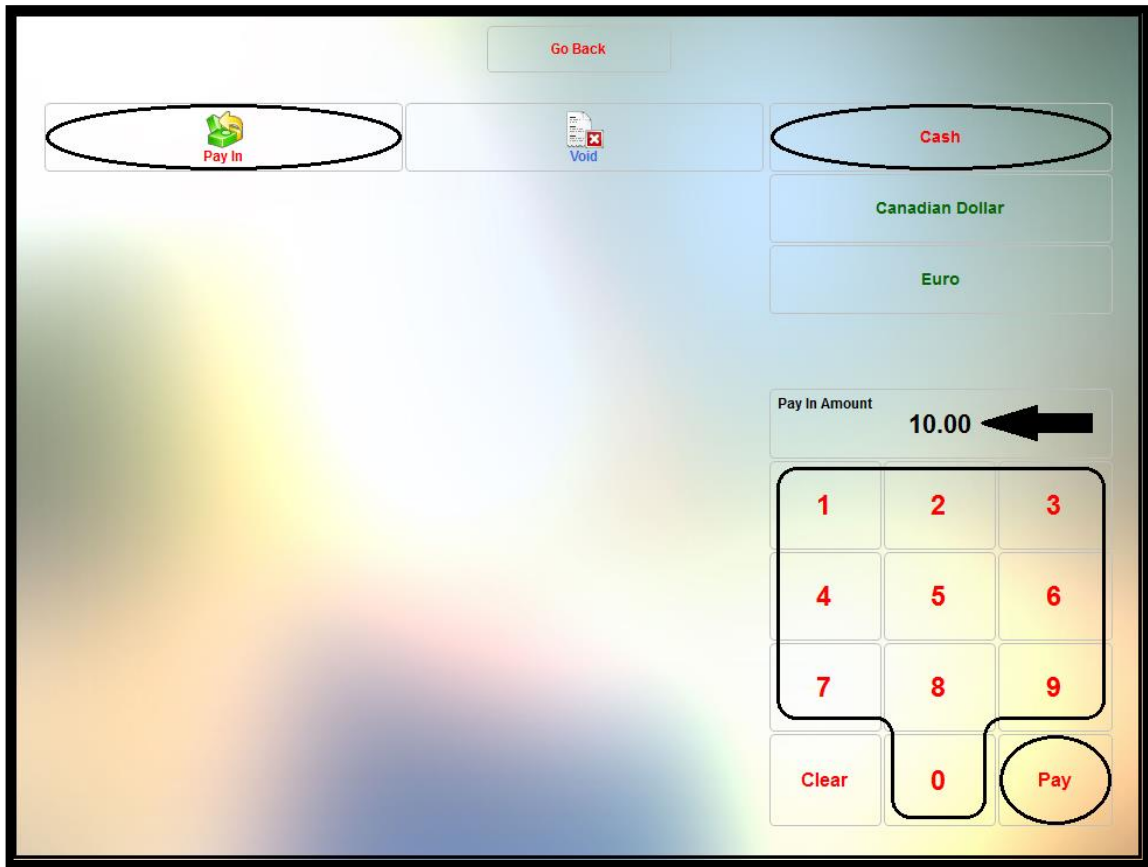 Go Back
Pay In
Void
Cash
Canadian Dollar
Euro
Pay In Amount
10.00
1 2 3
4 5 6
7 8 9
Clear 0 Pay